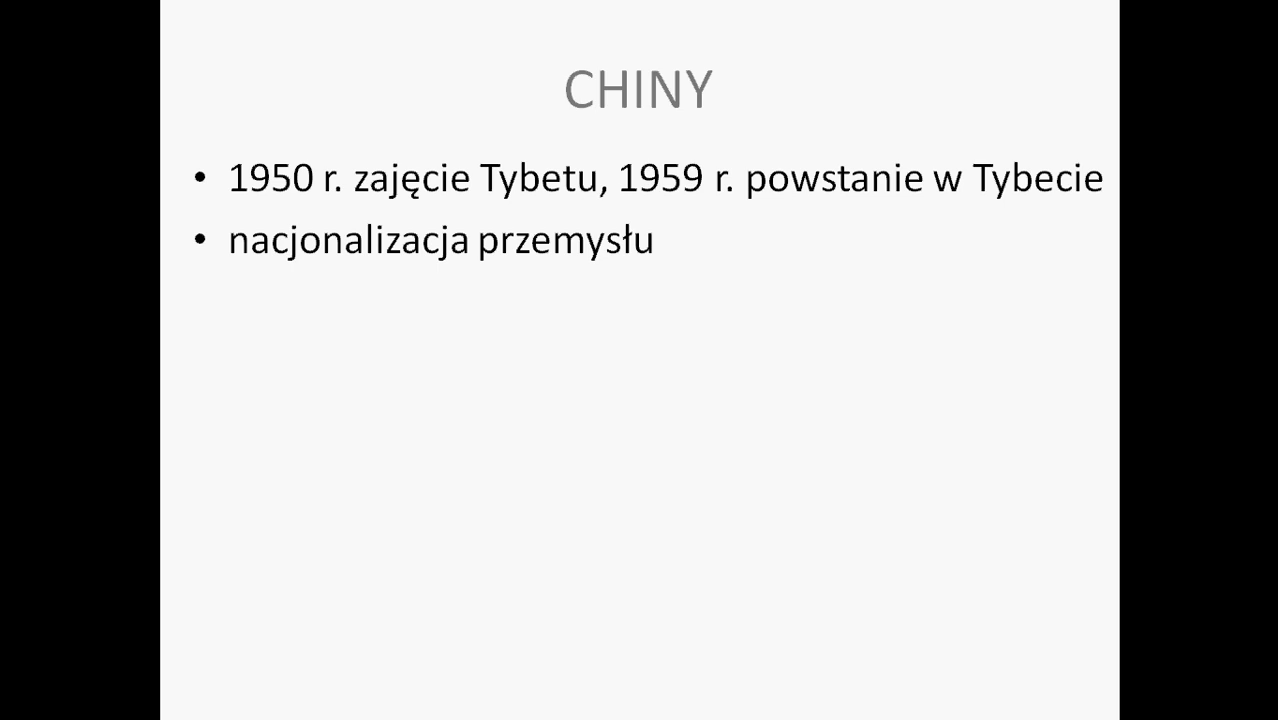 CHINY
• 1950 r. zajęcie Tybetu, 1959 r. powstanie w Tybecie
• nacjonalizacja przemysłu